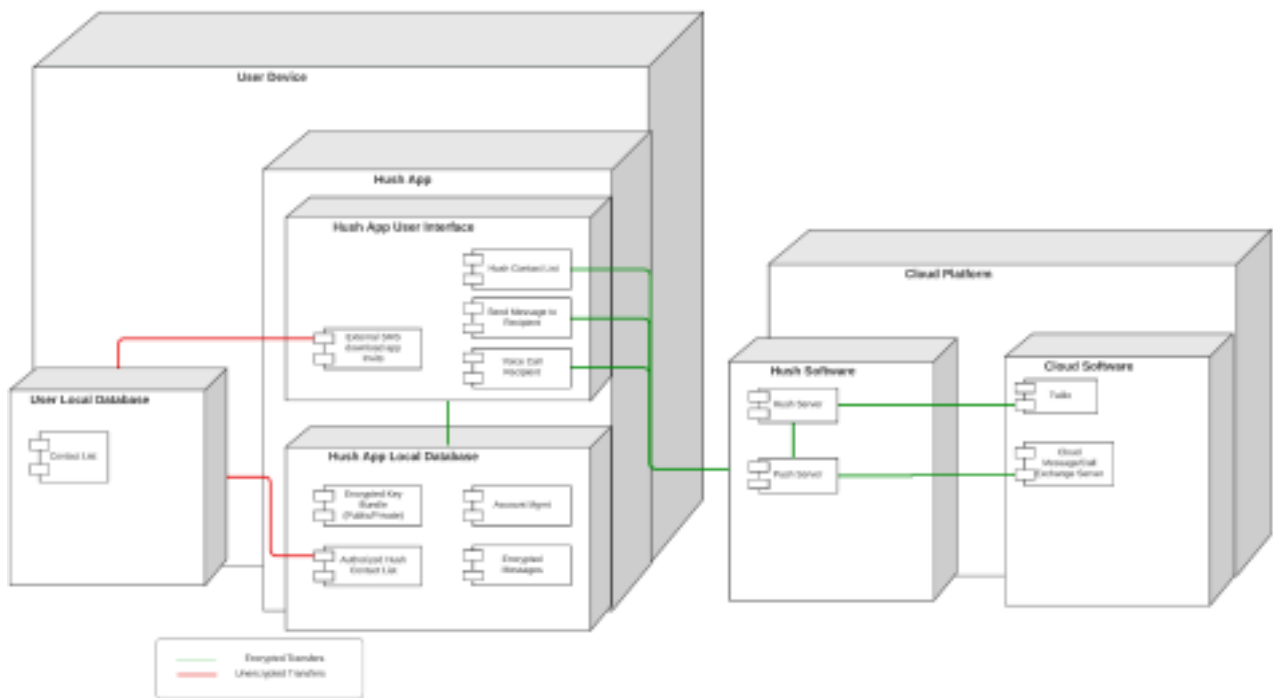 User Device
Hush App
Hush App User Interface
Hush Contact List
Send Message to
Recipient
External SMS
download app
invite
Voice Call
Recipient
Cloud Platform
Hush Software
Hush Server
Push Server
Cloud Software
Twilio
Cloud
Message/Call
Exchange Server
User Local Database
Contact List
Hush App Local Database
Encrypted Key
Bundle
(Public/Private)
Account Mgmt
Authorized Hush
Contact List
Encrypted
Messages
Encrypted Transfers
Unencrypted Transfers